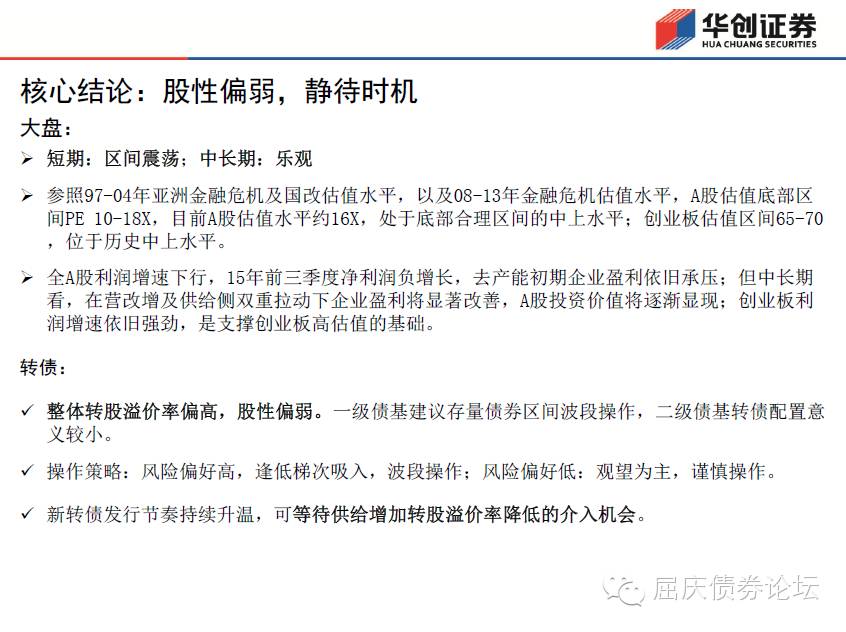 华创证券
HUA CHUANG SECURITIES
核心结论：股性偏弱，静待时机
大盘：
➢ 短期：区间震荡；中长期：乐观
➢ 参照97-04年亚洲金融危机及国改估值水平，以及08-13年金融危机估值水平，A股估值底部区
间PE 10-18X，目前A股估值水平约16X，处于底部合理区间的中上水平；创业板估值区间65-70
，位于历史中上水平。
➢ 全A股利润增速下行，15年前三季度净利润负增长，去产能初期企业盈利依旧承压；但中长期
看，在营改增及供给侧双重拉动下企业盈利将显著改善，A股投资价值将逐渐显现；创业板利
润增速依旧强劲，是支撑创业板高估值的基础。
转债：
✓ 整体转股溢价率偏高，股性偏弱。一级债基建议存量债券区间波段操作，二级债基转债配置意
义较小。
✓ 操作策略：风险偏好高，逢低梯次吸入，波段操作；风险偏好低：观望为主，谨慎操作。
✓ 新转债发行节奏持续升温，可等待供给增加转股溢价率降低的介入机会。
屈庆债券论坛